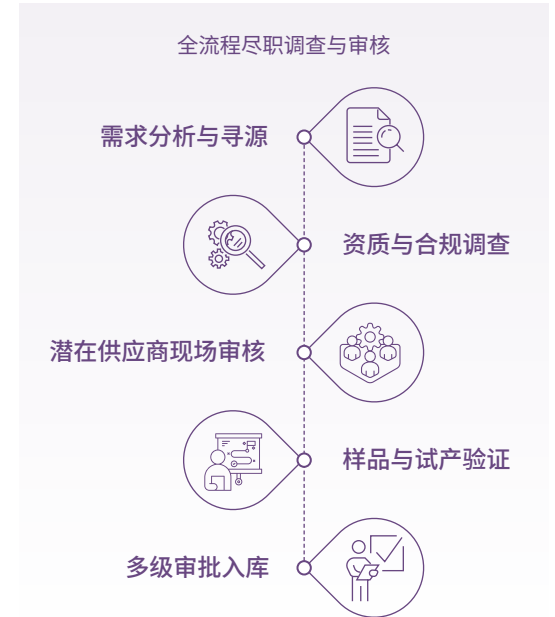 全流程尽职调查与审核
需求分析与寻源
资质与合规调查
潜在供应商现场审核
样品与试产验证
多级审批入库